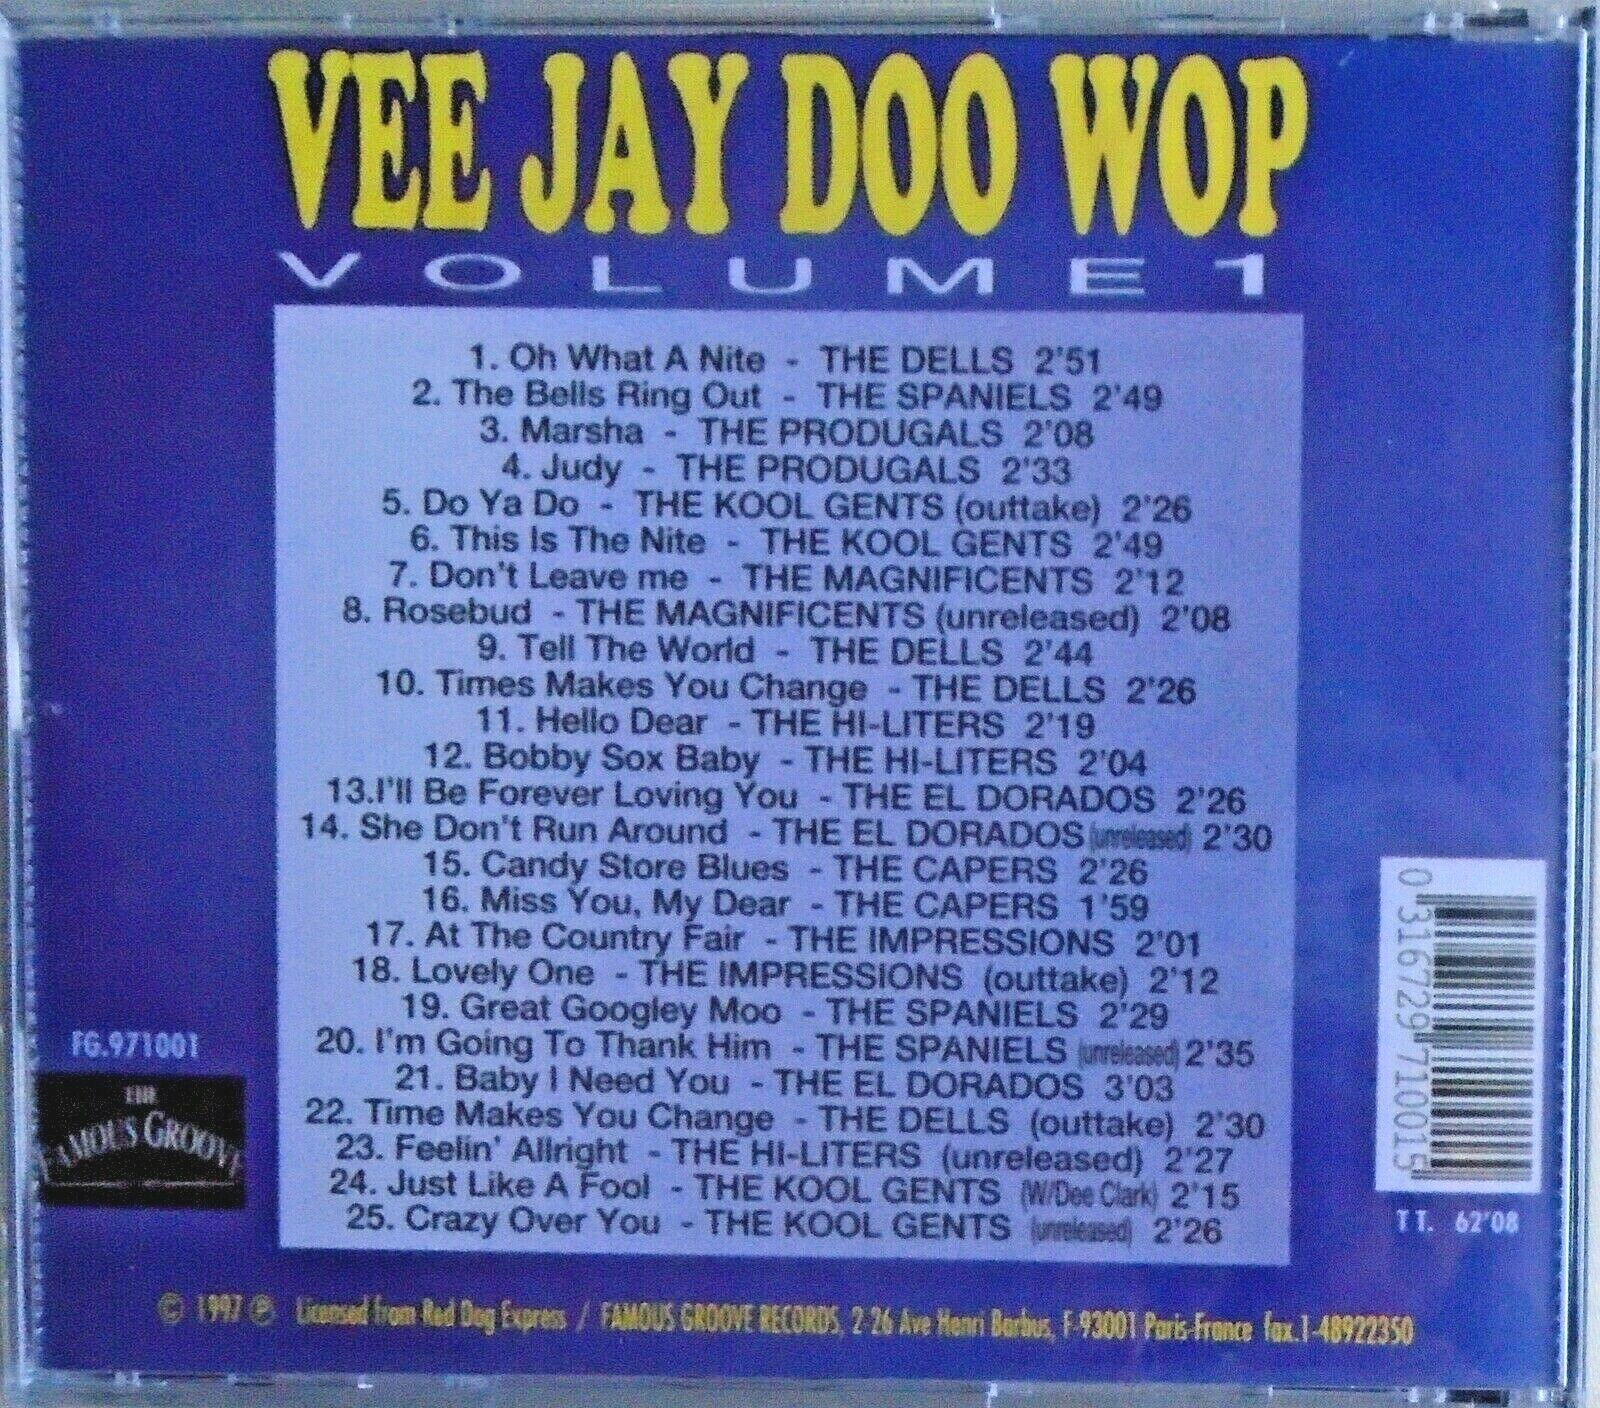 VEE JAY DOO WOP
VOLUME 1
1. Oh What A Nite - THE DELLS 2'51
2. The Bells Ring Out - THE SPANIELS 2'49
3. Marsha - THE PRODUGALS 2'08
4. Judy - THE PRODUGALS 2'33
5. Do Ya Do - THE KOOL GENTS (outtake) 2'26
6. This Is The Nite - THE KOOL GENTS 2'49
7. Don't Leave me - THE MAGNIFICENTS 2'12
8. Rosebud - THE MAGNIFICENTS (unreleased) 2'08
9. Tell The World - THE DELLS 2'44
10. Times Makes You Change - THE DELLS 2'26
11. Hello Dear - THE HI-LITERS 2'19
12. Bobby Sox Baby - THE HI-LITERS 2'04
13.I'll Be Forever Loving You - THE EL DORADOS 2'26
14. She Don't Run Around - THE EL DORADOS (unreleased) 2'30
15. Candy Store Blues - THE CAPERS 2'26
16. Miss You, My Dear - THE CAPERS 1'59
17. At The Country Fair - THE IMPRESSIONS 2'01
18. Lovely One - THE IMPRESSIONS (outtake) 2'12
19. Great Googley Moo - THE SPANIELS 2'29
20. I'm Going To Thank Him - THE SPANIELS (unreleased) 2'35
21. Baby I Need You - THE EL DORADOS 3'03
22. Time Makes You Change - THE DELLS (outtake) 2'30
23. Feelin' Allright - THE HI-LITERS (unreleased) 2'27
24. Just Like A Fool - THE KOOL GENTS (W/Dee Clark) 2'15
25. Crazy Over You - THE KOOL GENTS (unreleased) 2'26
FG.971001
THE
FAMOUS GROOVE
0 31672 97100 15
TT. 62'08
© 1997 ℗ Licensed from Red Dog Express / FAMOUS GROOVE RECORDS, 2-26 Ave Henri Barbus, F-93001 Paris-France fax.1-48922350